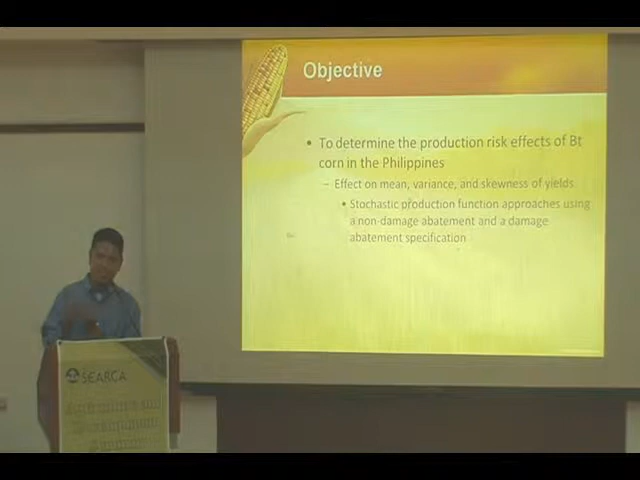 Objective
• To determine the production risk effects of Bt
corn in the Philippines
– Effect on mean, variance, and skewness of yields
• Stochastic production function approaches using
a non-damage abatement and a damage
abatement specification
SEARCA